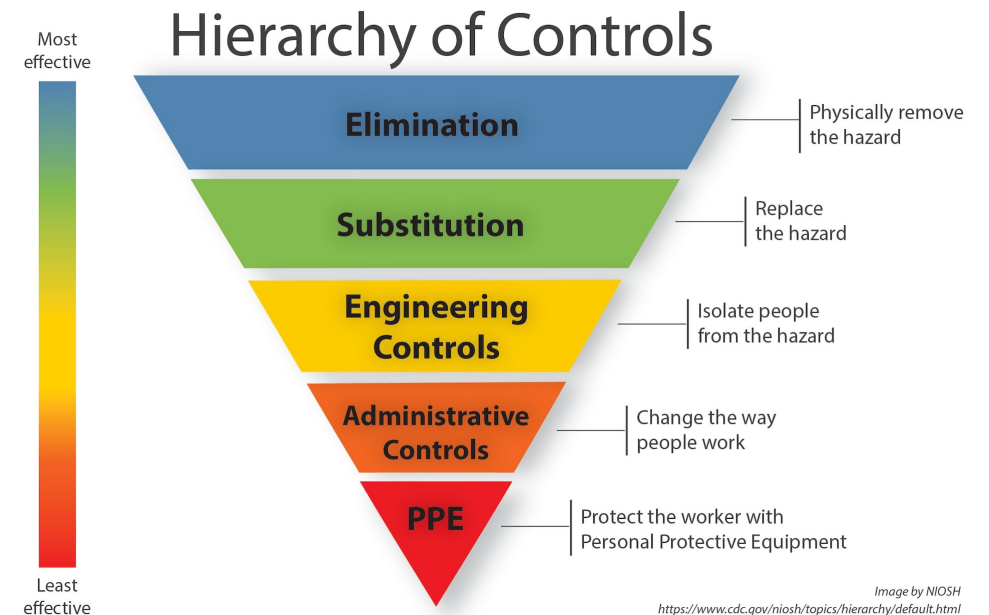 Hierarchy of Controls
Most
effective
Elimination
Physically remove
the hazard
Substitution
Replace
the hazard
Engineering
Controls
Isolate people
from the hazard
Administrative
Controls
Change the way
people work
PPE
Protect the worker with
Personal Protective Equipment
Least
effective
Image by NIOSH
https://www.cdc.gov/niosh/topics/hierarchy/default.html